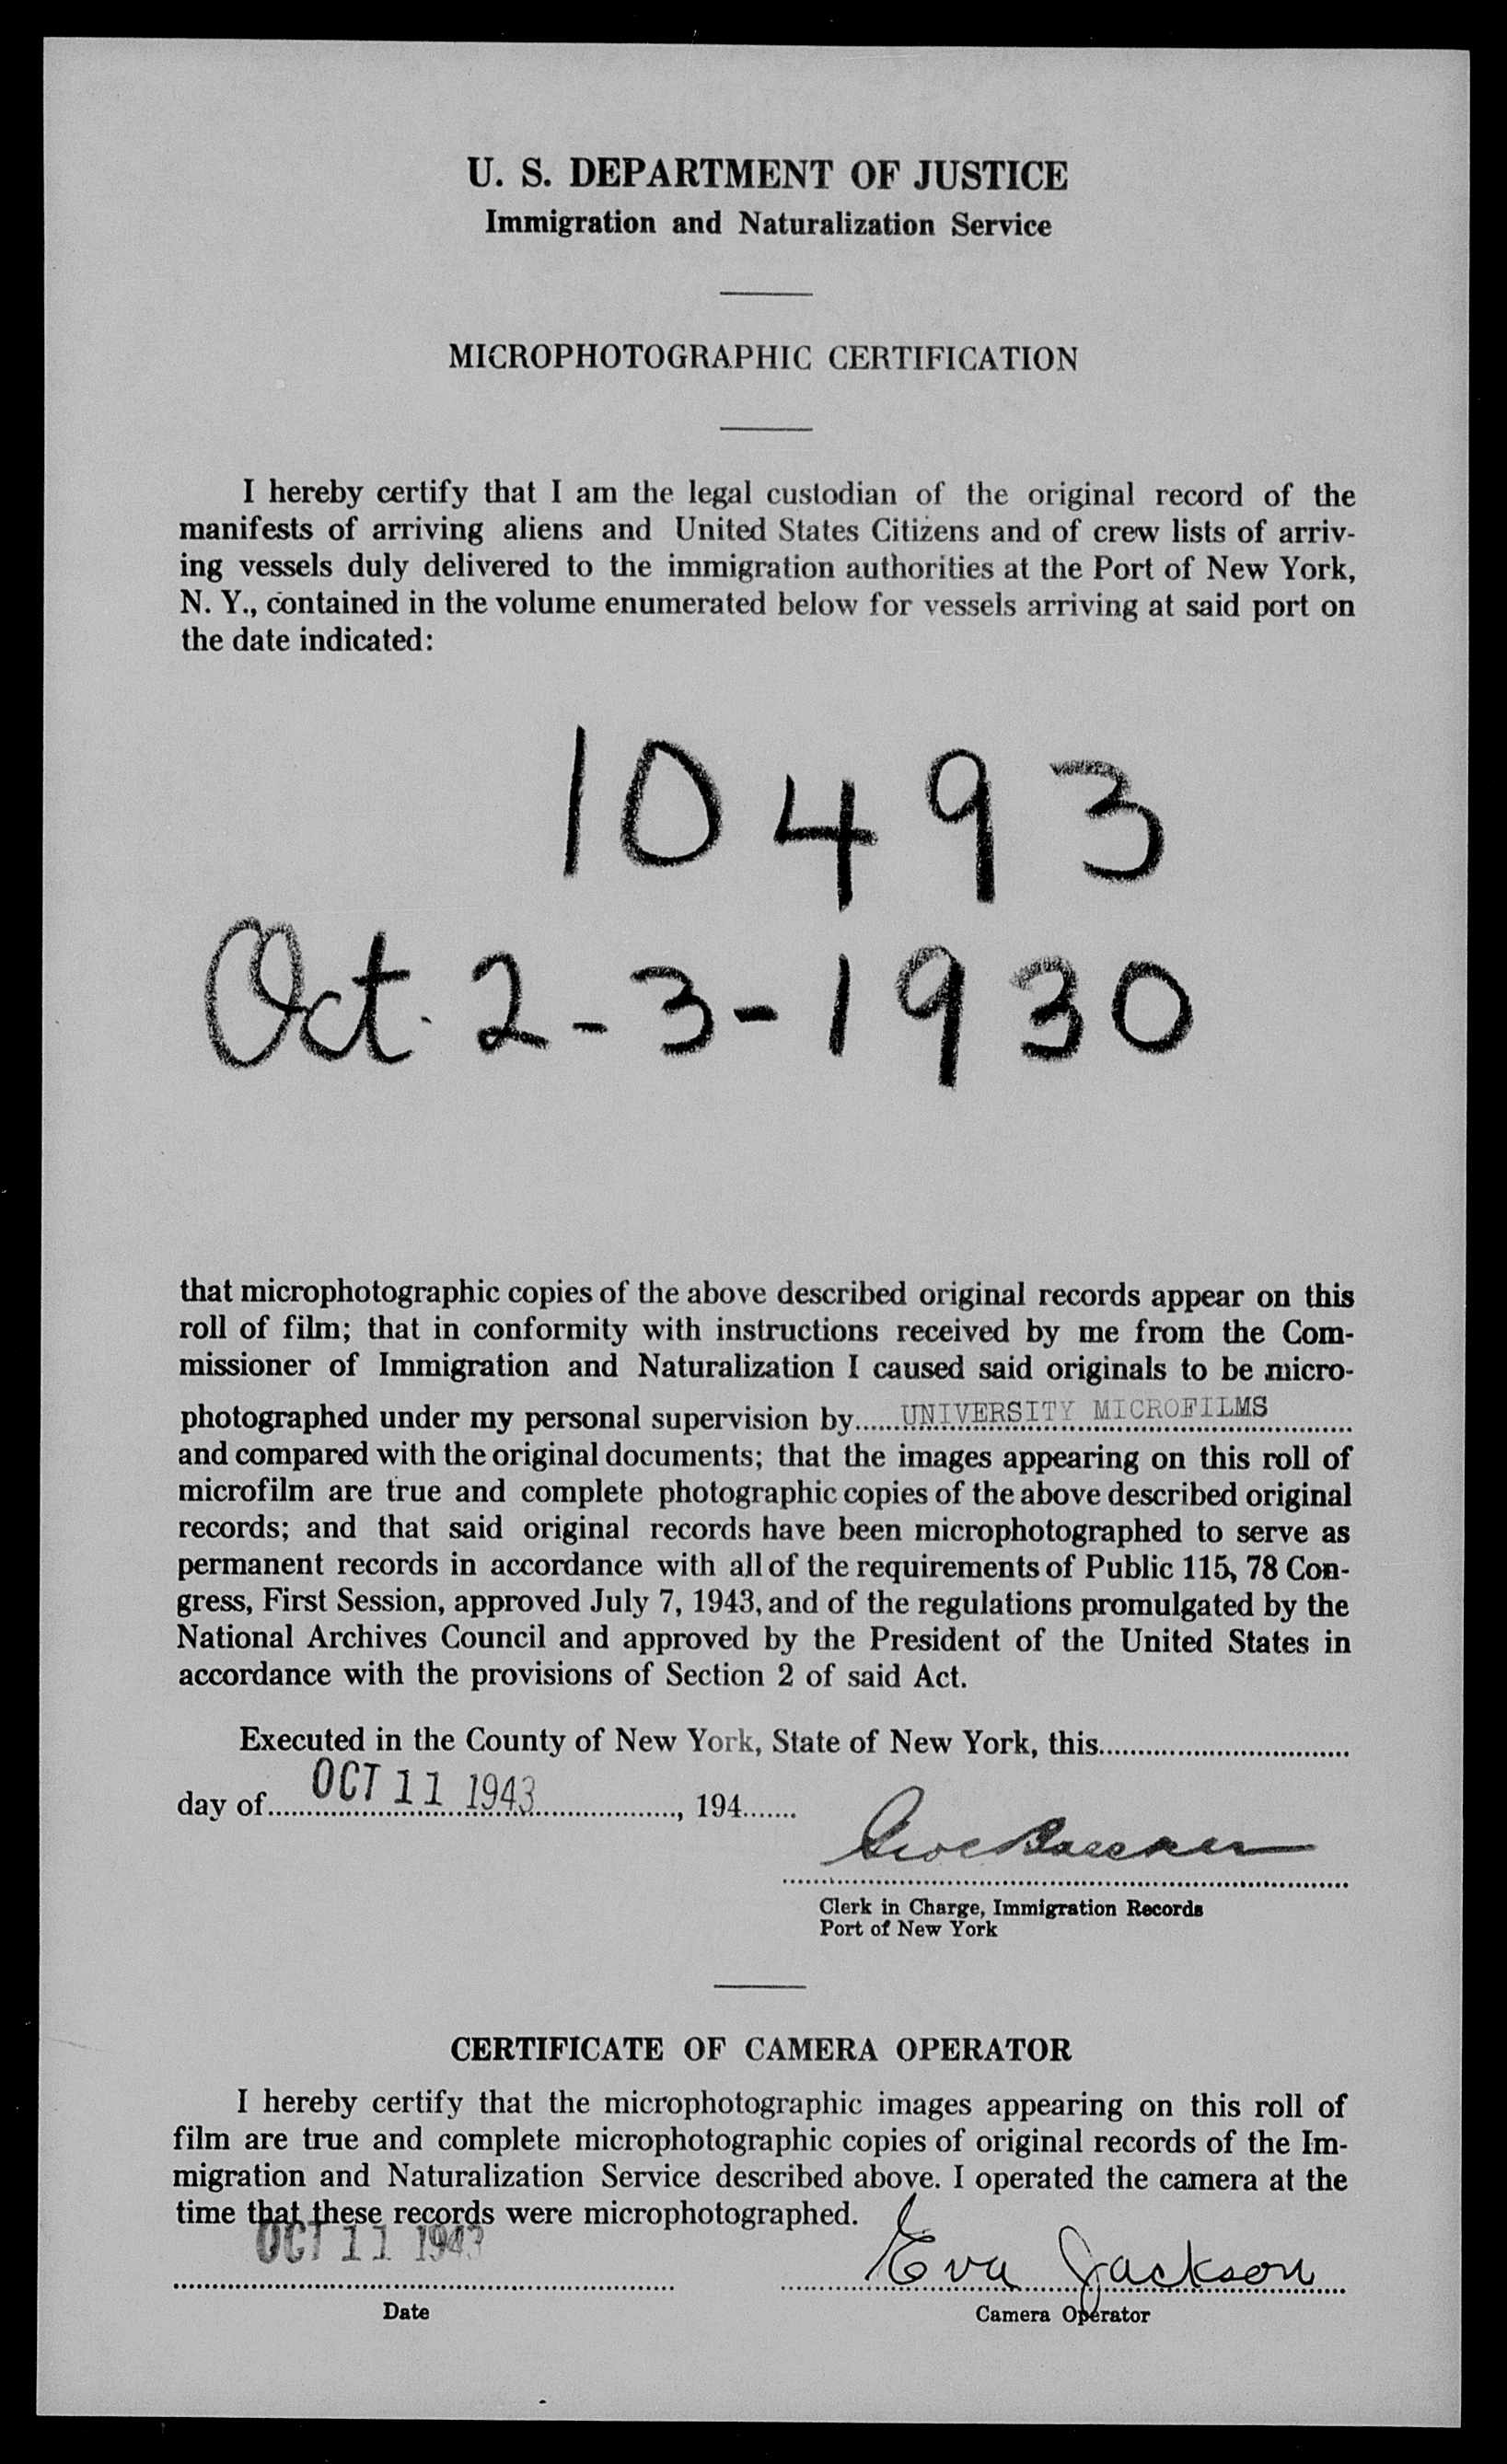 U. S. DEPARTMENT OF JUSTICE
Immigration and Naturalization Service
MICROPHOTOGRAPHIC CERTIFICATION
I hereby certify that I am the legal custodian of the original record of the
manifests of arriving aliens and United States Citizens and of crew lists of arriv-
ing vessels duly delivered to the immigration authorities at the Port of New York,
N. Y., contained in the volume enumerated below for vessels arriving at said port on
the date indicated:
10493
Oct. 2-3-1930
that microphotographic copies of the above described original records appear on this
roll of film; that in conformity with instructions received by me from the Com-
missioner of Immigration and Naturalization I caused said originals to be micro-
photographed under my personal supervision by.....UNIVERSITY MICROFILMS
and compared with the original documents; that the images appearing on this roll of
microfilm are true and complete photographic copies of the above described original
records; and that said original records have been microphotographed to serve as
permanent records in accordance with all of the requirements of Public 115, 78 Con-
gress, First Session, approved July 7, 1943, and of the regulations promulgated by the
National Archives Council and approved by the President of the United States in
accordance with the provisions of Section 2 of said Act.
Executed in the County of New York, State of New York, this
day of OCT 11 1943, 194
Clerk in Charge, Immigration Records
Port of New York
CERTIFICATE OF CAMERA OPERATOR
I hereby certify that the microphotographic images appearing on this roll of
film are true and complete microphotographic copies of original records of the Im-
migration and Naturalization Service described above. I operated the camera at the
time that these records were microphotographed.
OCT 11 1943
Eva Jackson
Date
Camera Operator